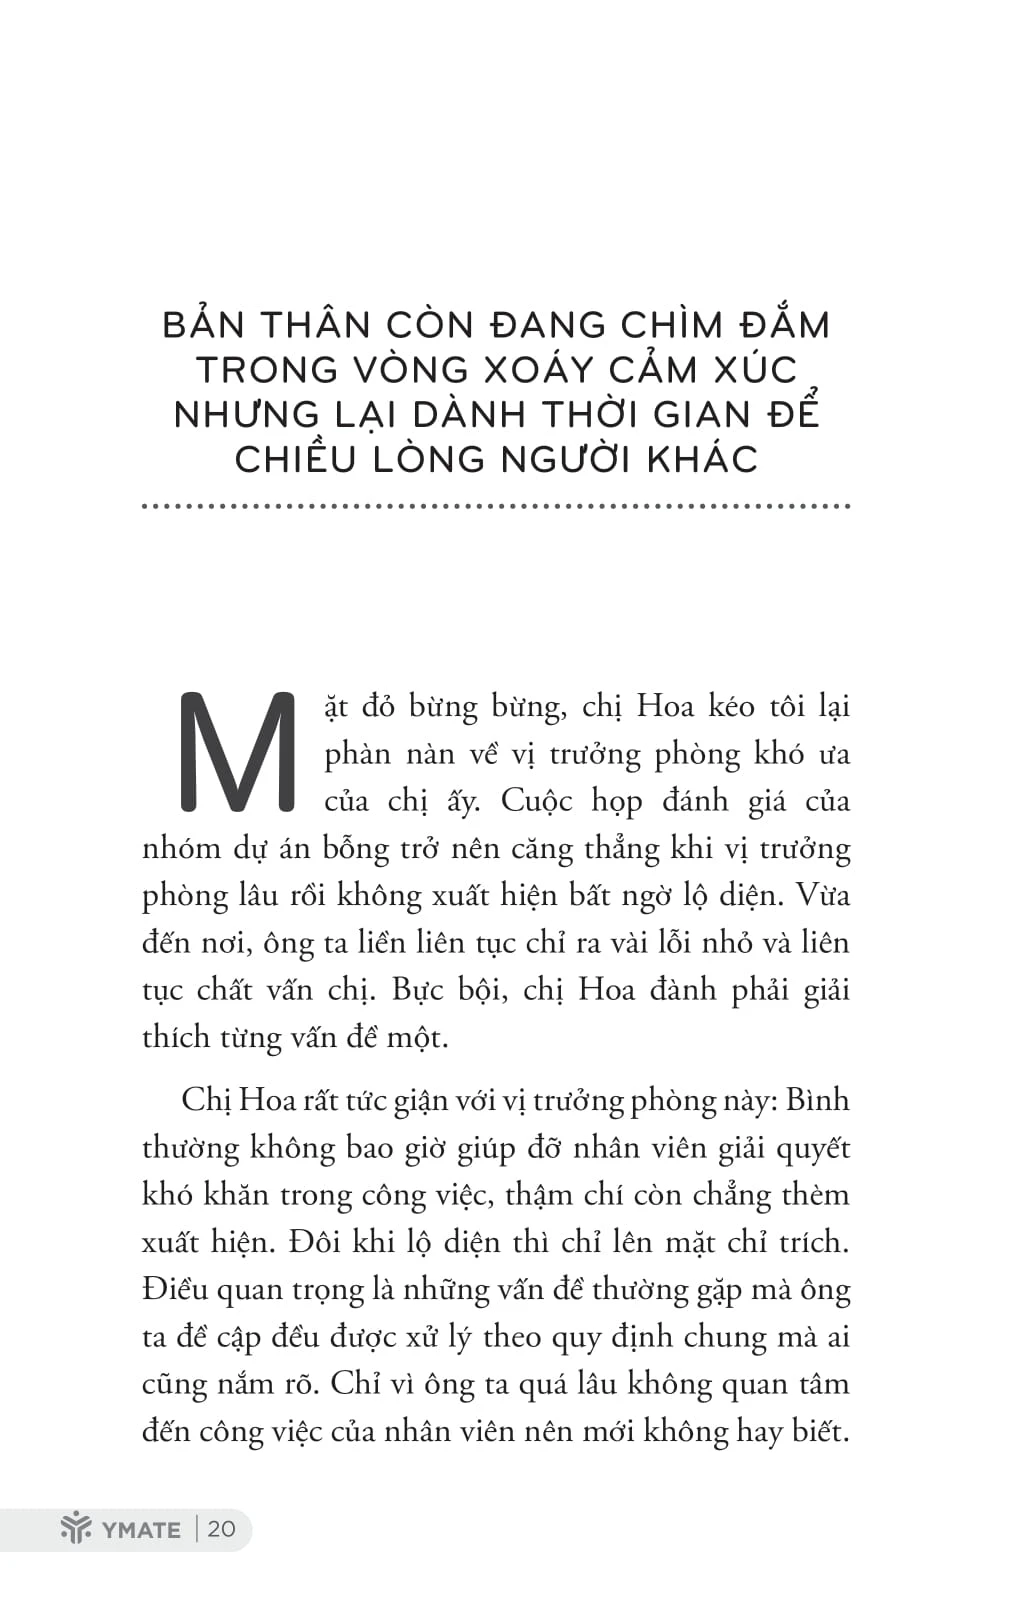 BẢN THÂN CÒN ĐANG CHÌM ĐẮM
TRONG VÒNG XOÁY CẢM XÚC
NHƯNG LẠI DÀNH THỜI GIAN ĐỂ
CHIỀU LÒNG NGƯỜI KHÁC
Mặt đỏ bừng bừng, chị Hoa kéo tôi lại
phàn nàn về vị trưởng phòng khó ưa
của chị ấy. Cuộc họp đánh giá của
nhóm dự án bỗng trở nên căng thẳng khi vị trưởng
phòng lâu rồi không xuất hiện bất ngờ lộ diện. Vừa
đến nơi, ông ta liền liên tục chỉ ra vài lỗi nhỏ và liên
tục chất vấn chị. Bực bội, chị Hoa đành phải giải
thích từng vấn đề một.
Chị Hoa rất tức giận với vị trưởng phòng này: Bình
thường không bao giờ giúp đỡ nhân viên giải quyết
khó khăn trong công việc, thậm chí còn chẳng thèm
xuất hiện. Đôi khi lộ diện thì chỉ lên mặt chỉ trích.
Điều quan trọng là những vấn đề thường gặp mà ông
ta đề cập đều được xử lý theo quy định chung mà ai
cũng nắm rõ. Chỉ vì ông ta quá lâu không quan tâm
đến công việc của nhân viên nên mới không hay biết.
YMATE | 20